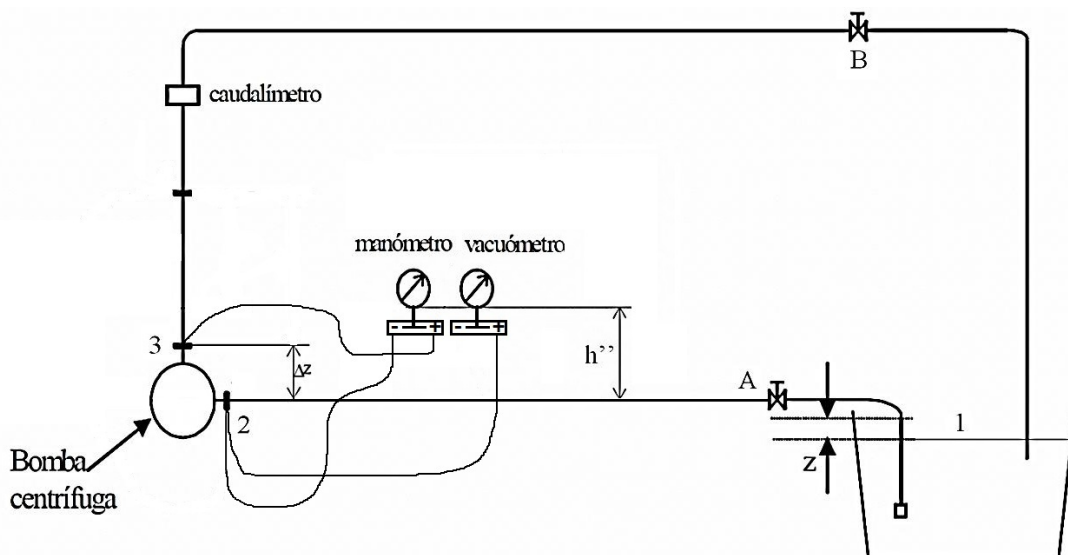 B
caudalímetro
manómetro vacuómetro
- +
- +
3
Δz
h’’
A
2
1
z
Bomba
centrífuga